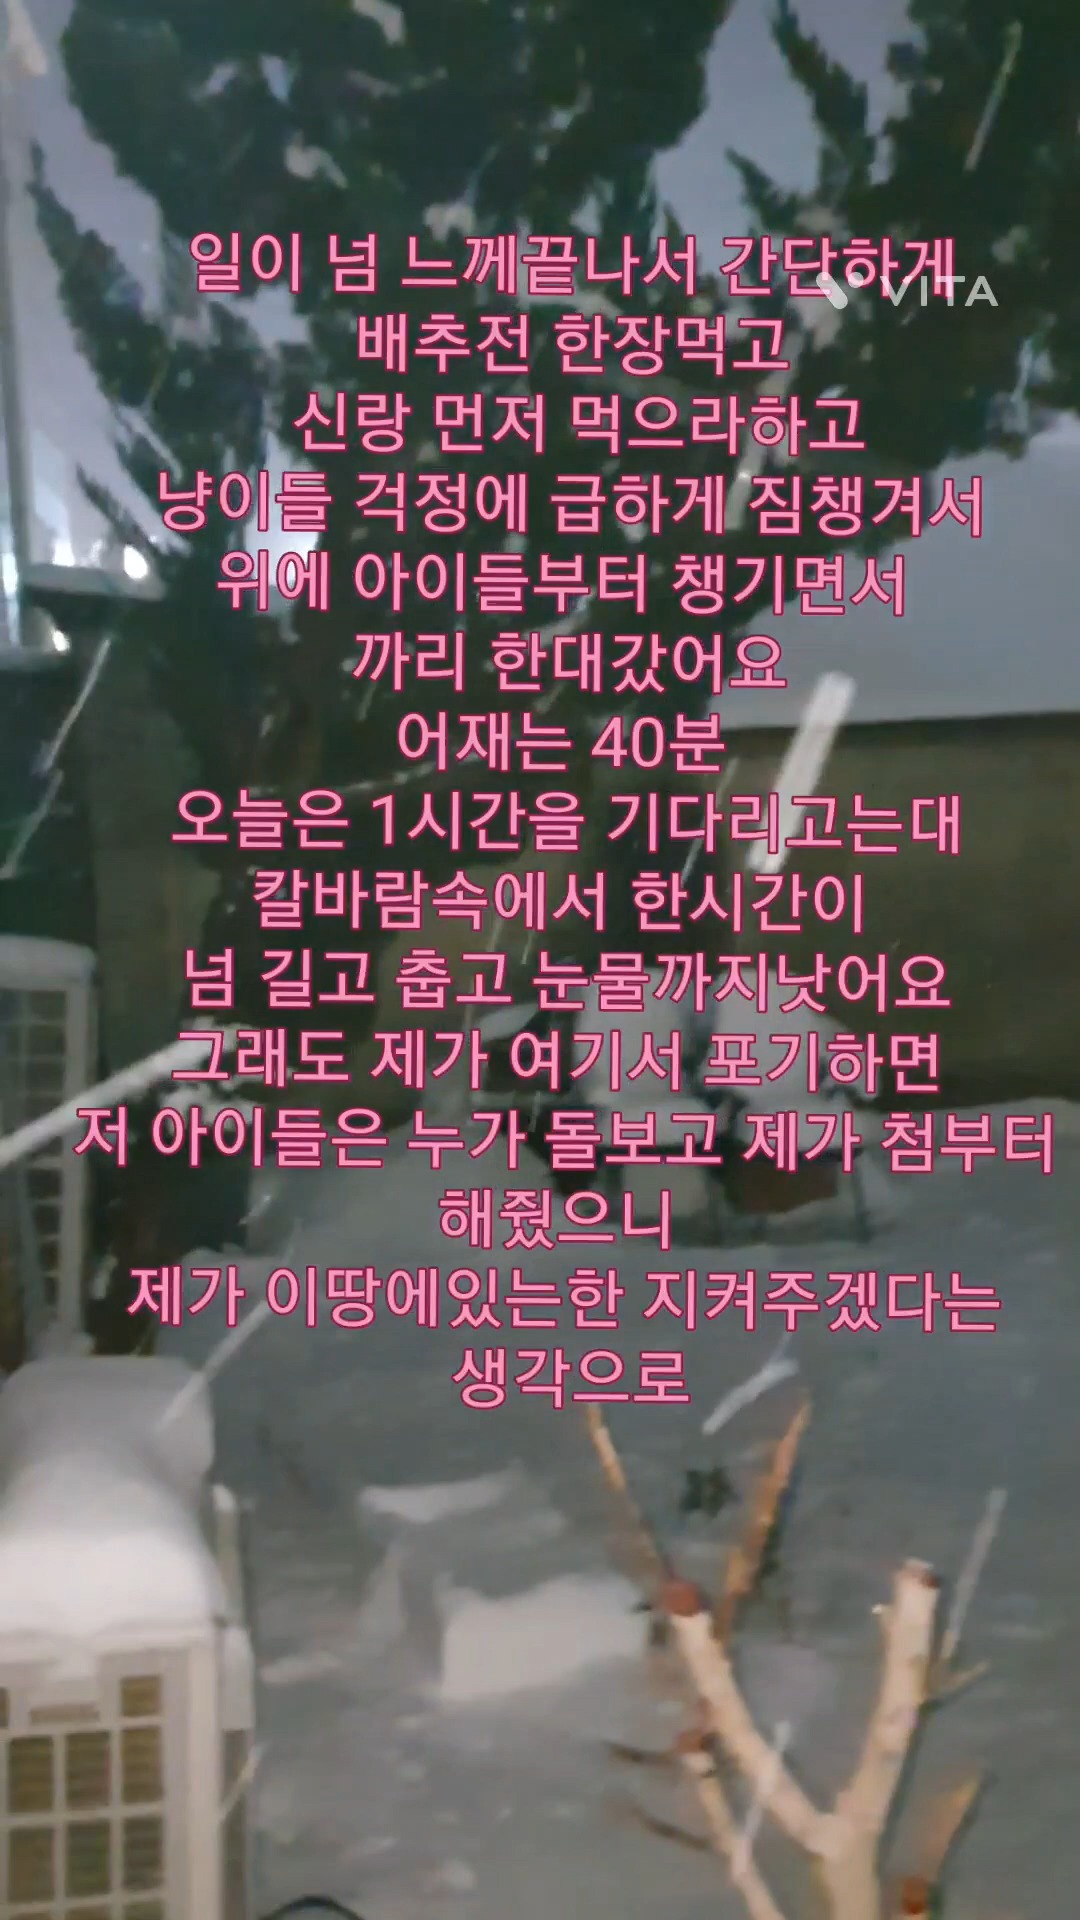 일이 넘 느께끝나서 간단하게
VITA
배추전 한장먹고
신랑 먼저 먹으라하고
냥이들 걱정에 급하게 짐챙겨서
위에 아이들부터 챙기면서
까리 한대갔어요
어재는 40분
오늘은 1시간을 기다리고는대
칼바람속에서 한시간이
넘 길고 춥고 눈물까지낫어요
그래도 제가 여기서 포기하면
저 아이들은 누가 돌보고 제가 첨부터
해줬으니
제가 이땅에있는한 지켜주겠다는
생각으로